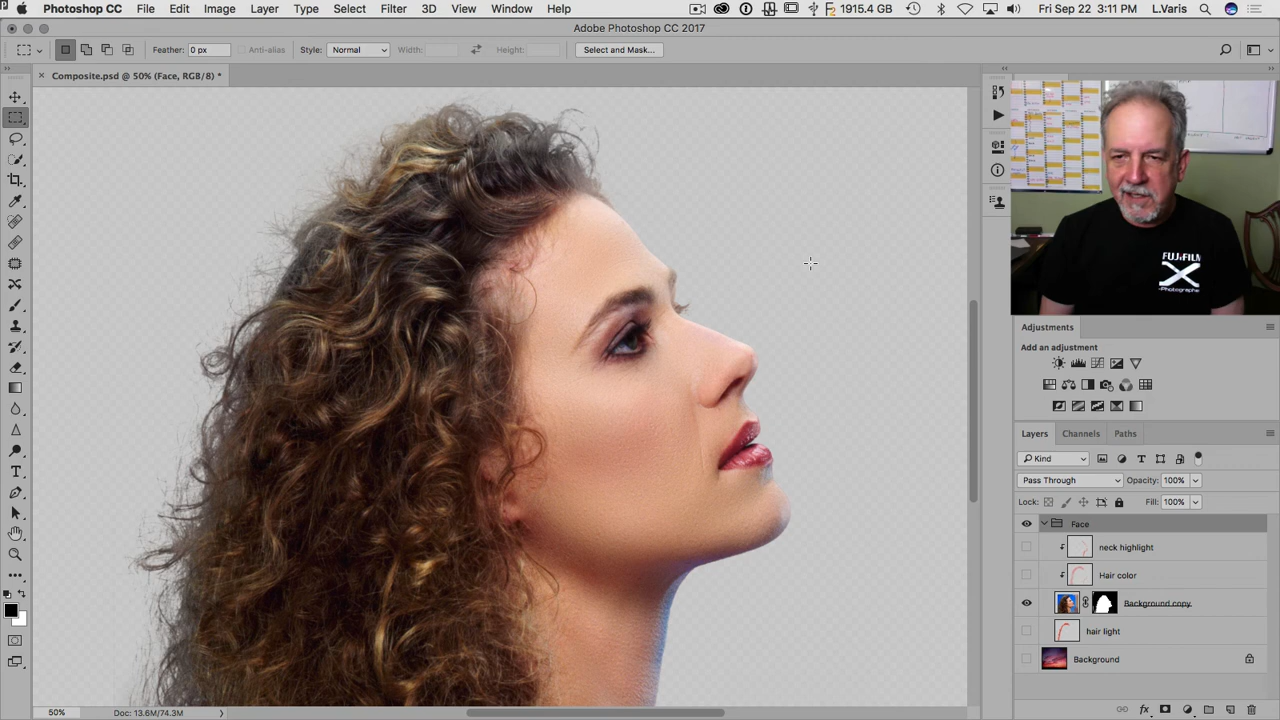 Photoshop CC File Edit Image Layer Type Select Filter 3D View Window Help 1915.4 GB Fri Sep 22 3:11 PM L.Varis
Adobe Photoshop CC 2017
Feather: 0 px Anti-alias Style: Normal Width: Height: Select and Mask...
× Composite.psd @ 50% (Face, RGB/8) *
FUJIFILM
X
-Photographer
Adjustments
Add an adjustment
Layers Channels Paths
Kind
Pass Through Opacity: 100%
Lock: Fill: 100%
Face
neck highlight
Hair color
Background copy
hair light
Background
50% Doc: 13.6M/74.3M